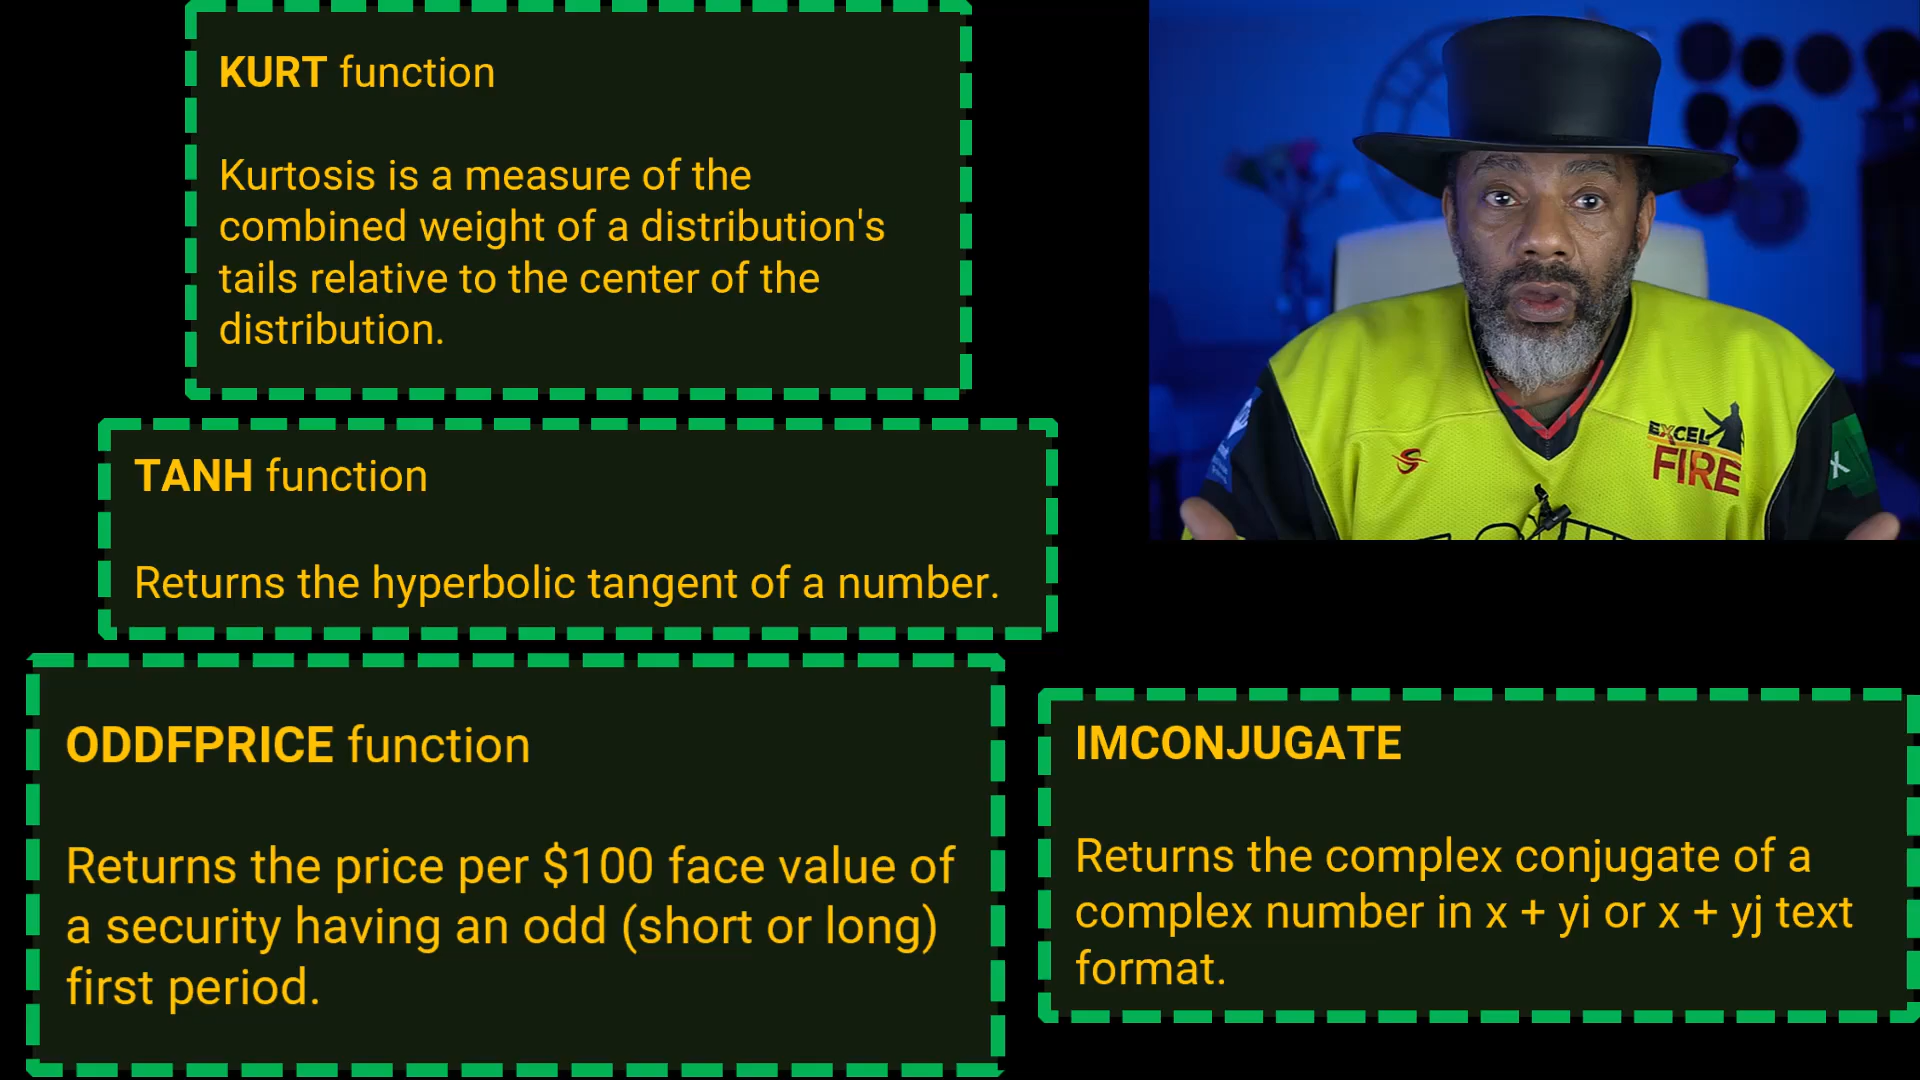 KURT function
Kurtosis is a measure of the
combined weight of a distribution's
tails relative to the center of the
distribution.
TANH function
Returns the hyperbolic tangent of a number.
ODDFPRICE function
Returns the price per $100 face value of
a security having an odd (short or long)
first period.
IMCONJUGATE
Returns the complex conjugate of a
complex number in x + yi or x + yj text
format.
EXCEL
FIRE